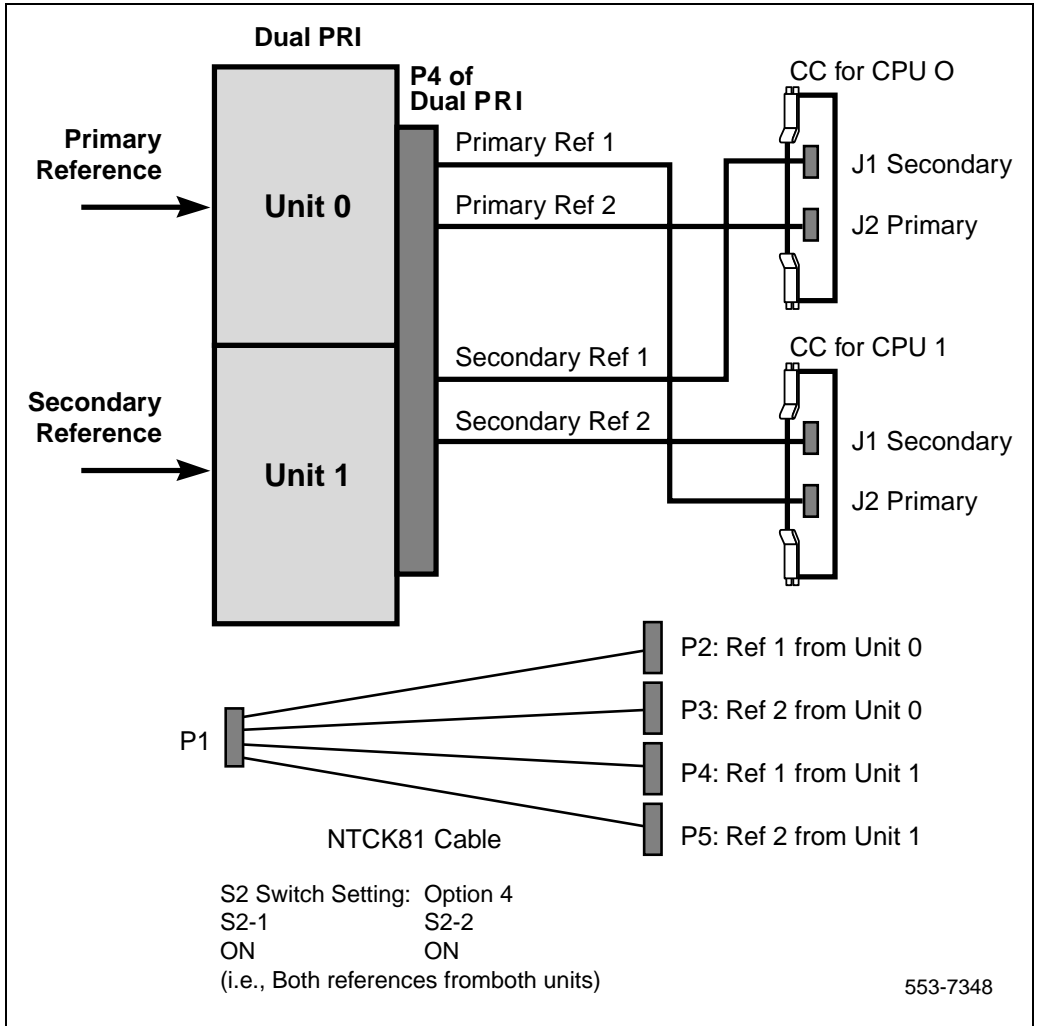 Dual PRI
P4 of
Dual PRI
CC for CPU O
Primary
Reference
Primary Ref 1
J1 Secondary
Unit 0
Primary Ref 2
J2 Primary
CC for CPU 1
Secondary Ref 1
Secondary
Reference
Secondary Ref 2
J1 Secondary
Unit 1
J2 Primary
P2: Ref 1 from Unit 0
P3: Ref 2 from Unit 0
P1
P4: Ref 1 from Unit 1
P5: Ref 2 from Unit 1
NTCK81 Cable
S2 Switch Setting: Option 4
S2-1 S2-2
ON ON
(i.e., Both references fromboth units)
553-7348